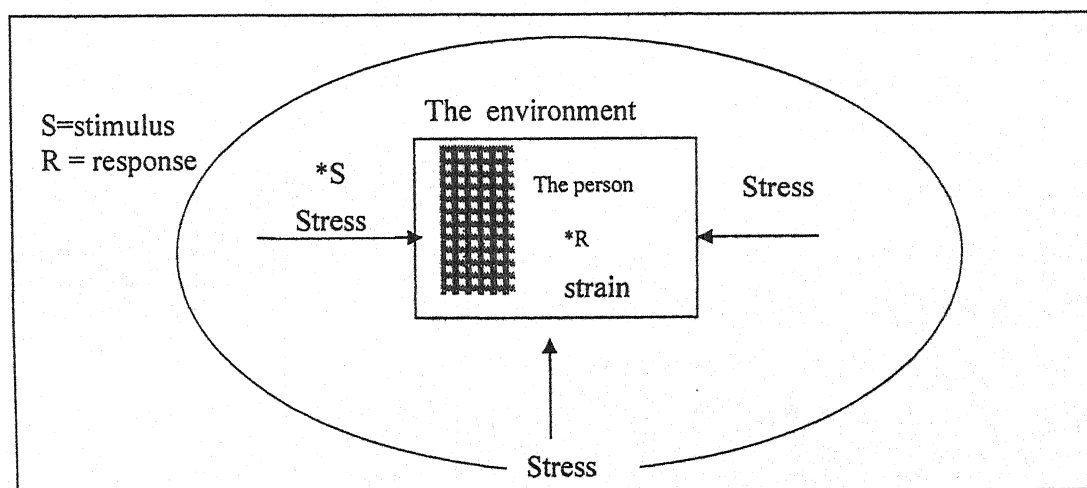 The environment
S=stimulus
R = response
*S
Stress
The person
*R
strain
Stress
Stress